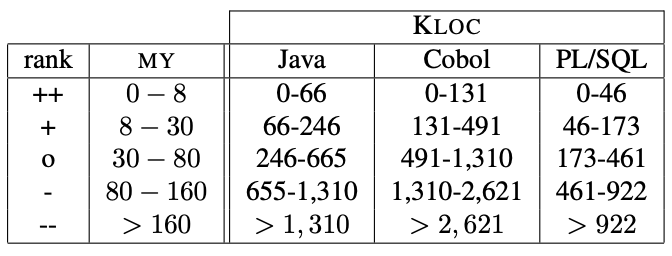 KLOC
rank MY Java Cobol PL/SQL
++ 0 − 8 0-66 0-131 0-46
+ 8 − 30 66-246 131-491 46-173
o 30 − 80 246-665 491-1,310 173-461
- 80 − 160 655-1,310 1,310-2,621 461-922
-- > 160 > 1, 310 > 2, 621 > 922